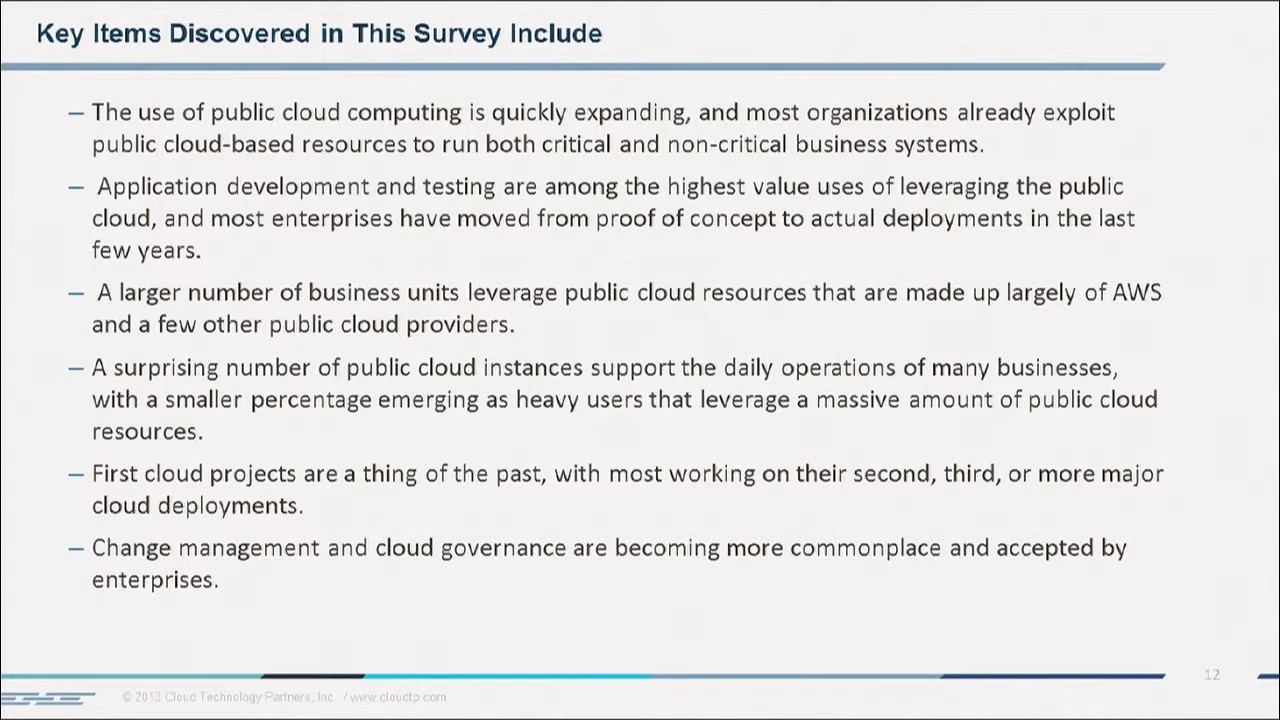 Key Items Discovered in This Survey Include
– The use of public cloud computing is quickly expanding, and most organizations already exploit
public cloud-based resources to run both critical and non-critical business systems.
– Application development and testing are among the highest value uses of leveraging the public
cloud, and most enterprises have moved from proof of concept to actual deployments in the last
few years.
– A larger number of business units leverage public cloud resources that are made up largely of AWS
and a few other public cloud providers.
– A surprising number of public cloud instances support the daily operations of many businesses,
with a smaller percentage emerging as heavy users that leverage a massive amount of public cloud
resources.
– First cloud projects are a thing of the past, with most working on their second, third, or more major
cloud deployments.
– Change management and cloud governance are becoming more commonplace and accepted by
enterprises.
12
© 2013 Cloud Technology Partners, Inc. / www.cloudtp.com